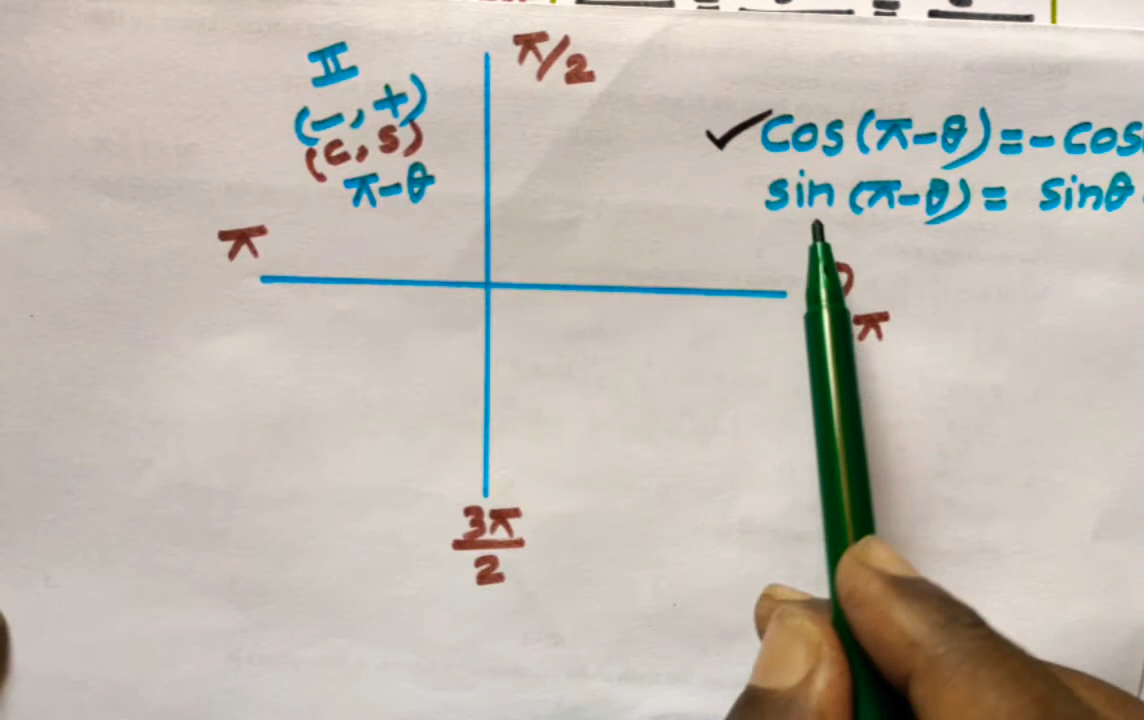 II
(-, +)
(c, s)
π-θ
π/2
cos(π-θ)=-cos
sin(π-θ)= sinθ
π
π
3π
2